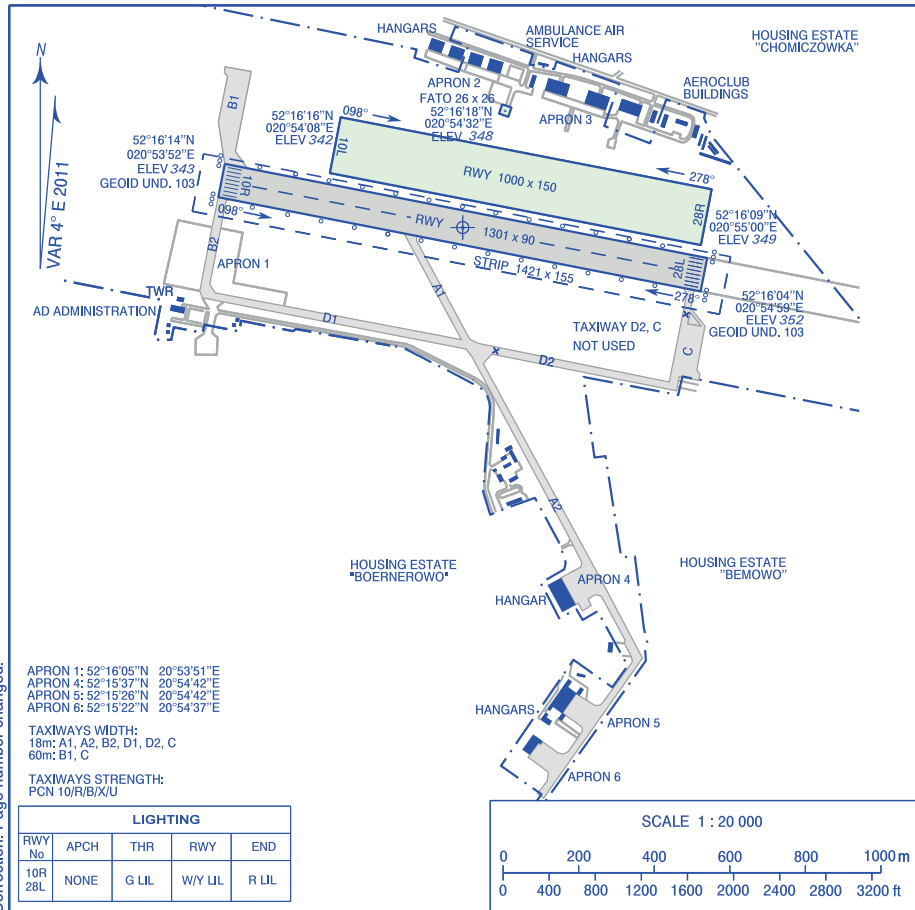 HANGARS
AMBULANCE AIR
SERVICE
HANGARS
HOUSING ESTATE
"CHOMICZÓWKA"
N
VAR 4° E 2011
B1
APRON 2
FATO 26 x 26
52°16'18"N
020°54'32"E
ELEV 348
AEROCLUB
BUILDINGS
APRON 3
52°16'16"N
020°54'08"E
ELEV 342
098°
10L
RWY 1000 x 150
278°
28R
52°16'14"N
020°53'52"E
ELEV 343
GEOID UND. 103
10R
098°
RWY 1301 x 90
STRIP 1421 x 155
28L
278°
52°16'09"N
020°55'00"E
ELEV 349
52°16'04"N
020°54'59"E
ELEV 352
GEOID UND. 103
B2
APRON 1
TWR
AD ADMINISTRATION
A1
D1
x
D2
TAXIWAY D2, C
NOT USED
x
C
A2
HOUSING ESTATE
"BOERNEROWO"
HOUSING ESTATE
"BEMOWO"
APRON 4
HANGAR
HANGARS
APRON 5
APRON 6
APRON 1: 52°16'05"N 20°53'51"E
APRON 4: 52°15'37"N 20°54'42"E
APRON 5: 52°15'26"N 20°54'42"E
APRON 6: 52°15'22"N 20°54'37"E
TAXIWAYS WIDTH:
18m: A1, A2, B2, D1, D2, C
60m: B1, C
TAXIWAYS STRENGTH:
PCN 10/R/B/X/U
LIGHTING
RWY No APCH THR RWY END
10R 28L NONE G LIL W/Y LIL R LIL
SCALE 1 : 20 000
0 200 400 600 800 1000 m
0 400 800 1200 1600 2000 2400 2800 3200 ft
Correction: Page number changed.